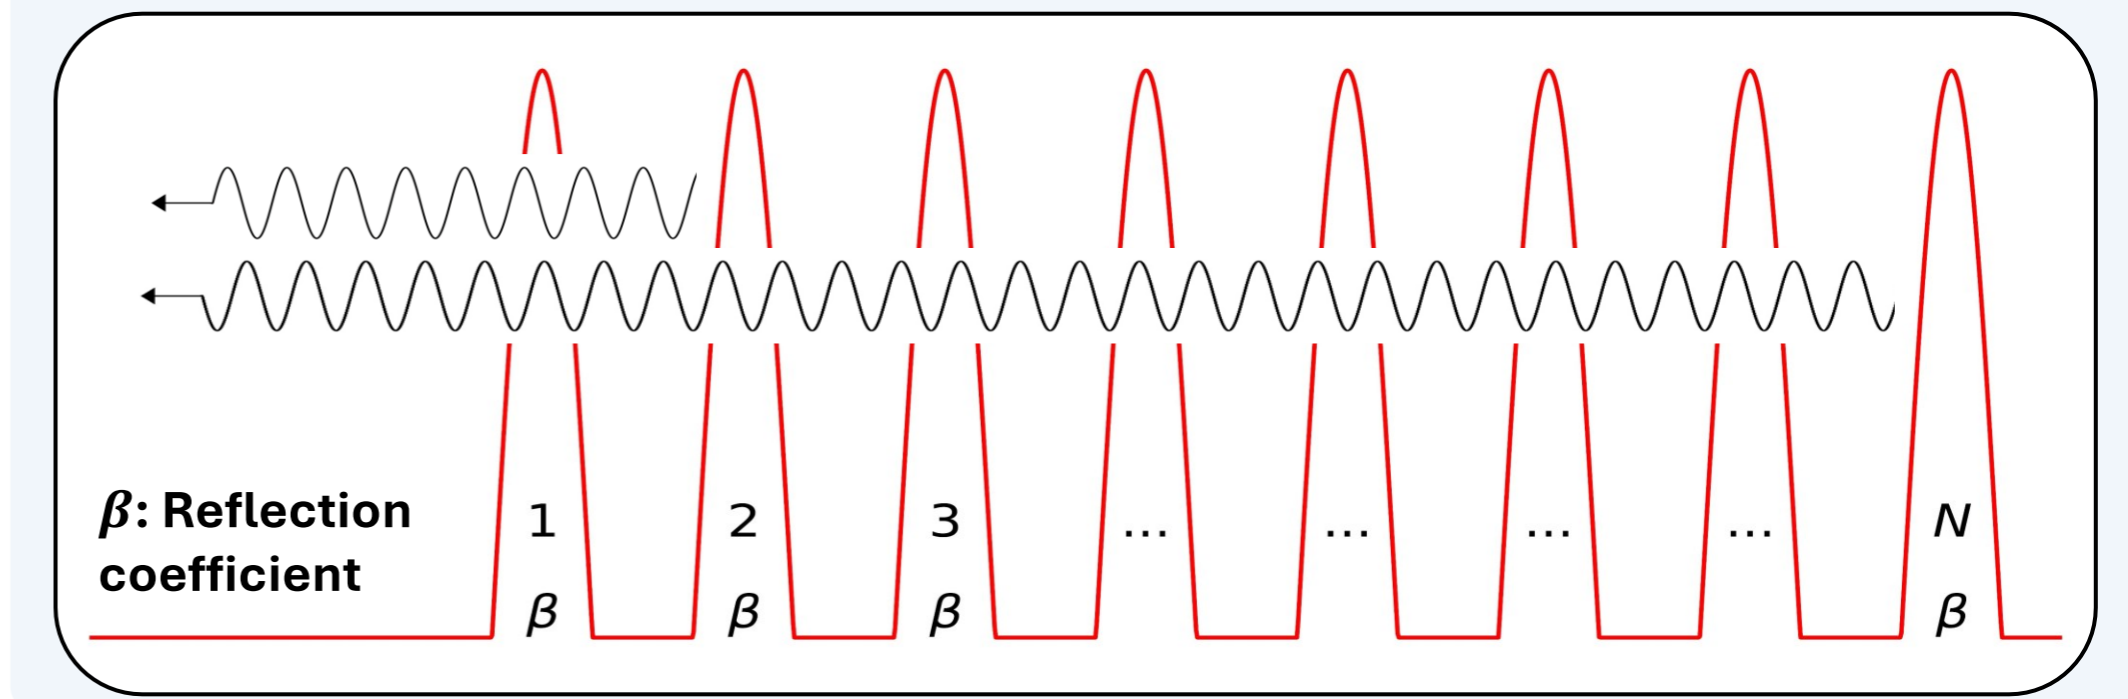 β: Reflection
coefficient
1 2 3 ... ... ... ... N
β β β β